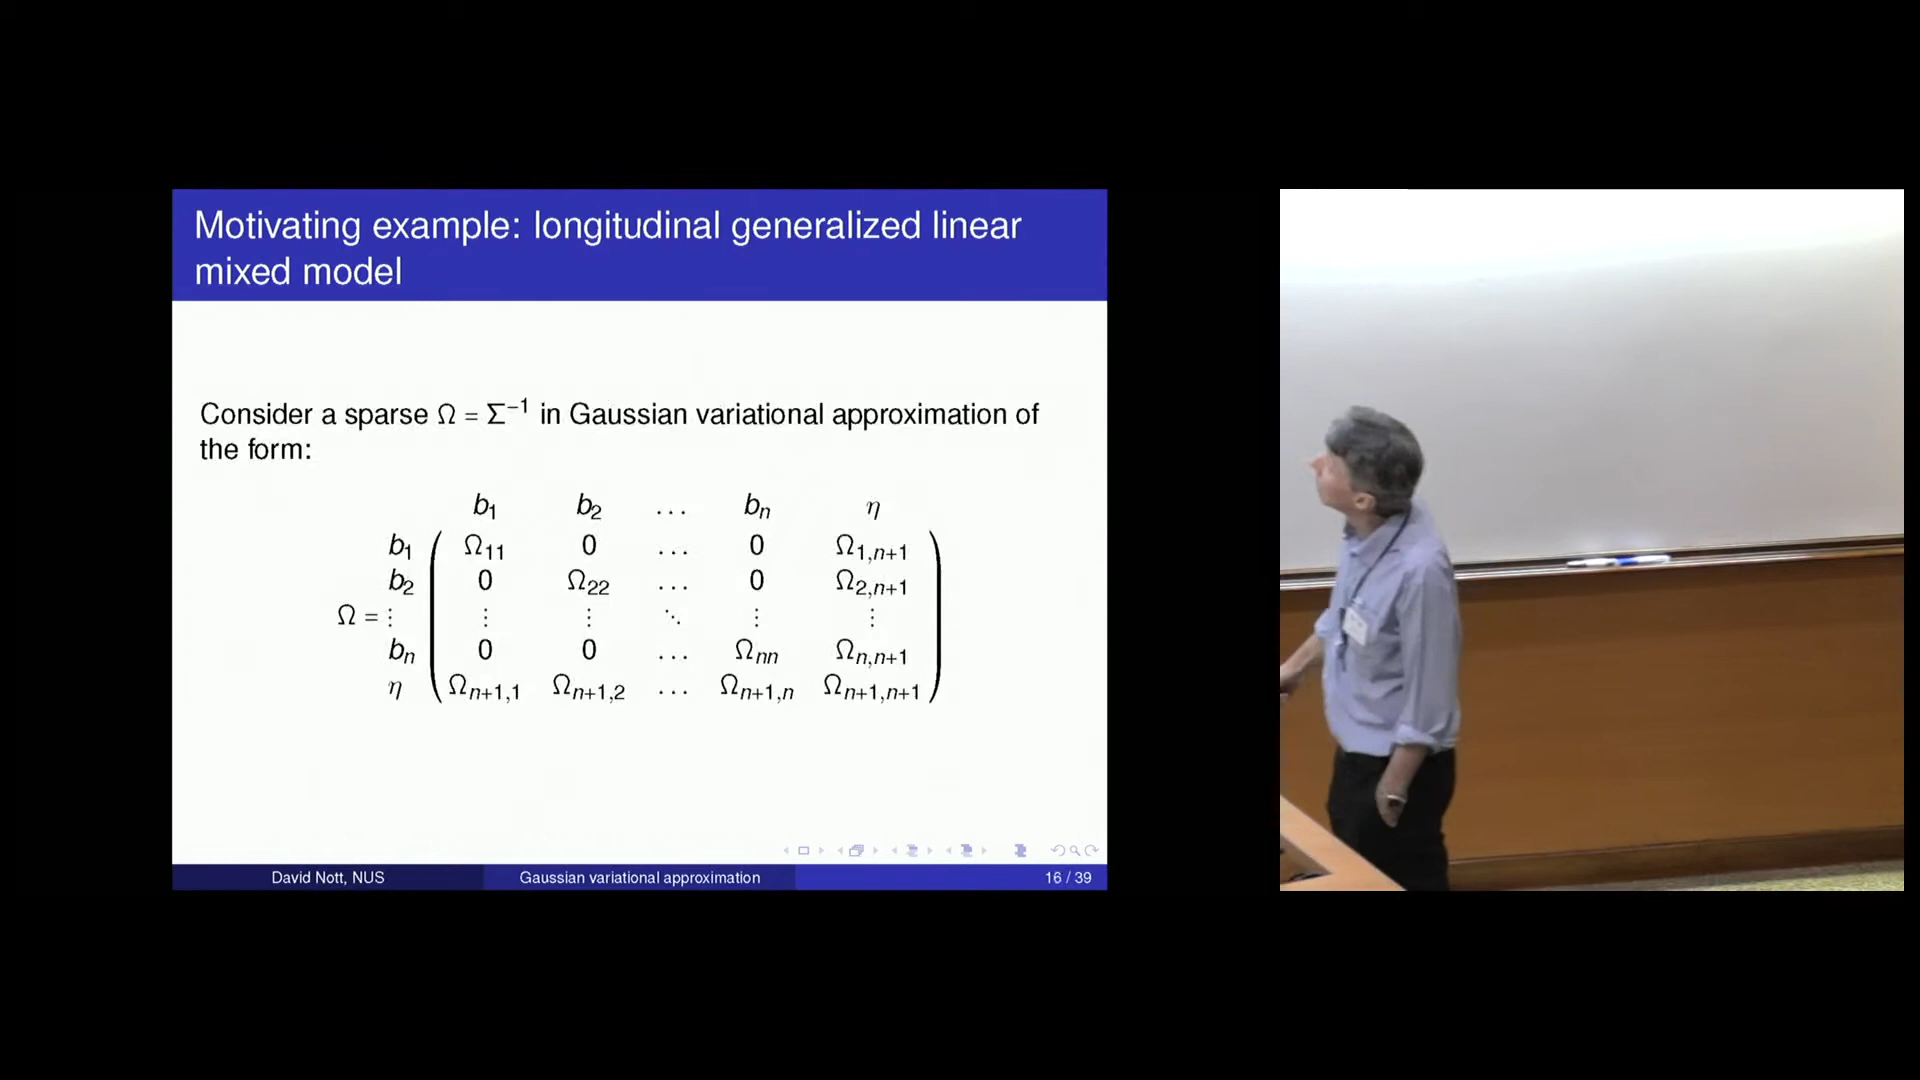 Motivating example: longitudinal generalized linear
mixed model
Consider a sparse Ω = Σ⁻¹ in Gaussian variational approximation of
the form:
b₁ b₂ … bₙ η
b₁ Ω₁₁ 0 … 0 Ω₁,ₙ₊₁
b₂ 0 Ω₂₂ … 0 Ω₂,ₙ₊₁
Ω = ⋮ ⋮ ⋮ ⋱ ⋮ ⋮
bₙ 0 0 … Ωₙₙ Ωₙ,ₙ₊₁
η Ωₙ₊₁,₁ Ωₙ₊₁,₂ … Ωₙ₊₁,ₙ Ωₙ₊₁,ₙ₊₁
David Nott, NUS Gaussian variational approximation 16 / 39